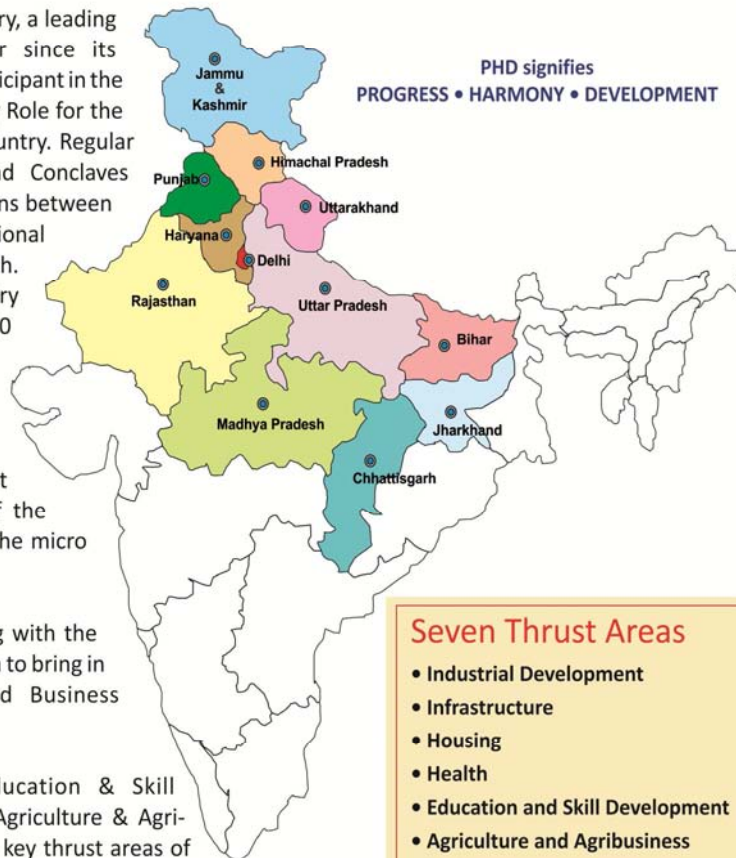 ry, a leading
r since its
icipant in the
Role for the
untry. Regular
nd Conclaves
ns between
ional
h.
ry
0
t
f the
he micro
g with the
to bring in
d Business
ucation & Skill
Agriculture & Agri-
key thrust areas of
PHD signifies
PROGRESS • HARMONY • DEVELOPMENT
Jammu
&
Kashmir
Himachal Pradesh
Punjab
Uttarakhand
Haryana
Delhi
Rajasthan
Uttar Pradesh
Bihar
Madhya Pradesh
Jharkhand
Chhattisgarh
Seven Thrust Areas
• Industrial Development
• Infrastructure
• Housing
• Health
• Education and Skill Development
• Agriculture and Agribusiness